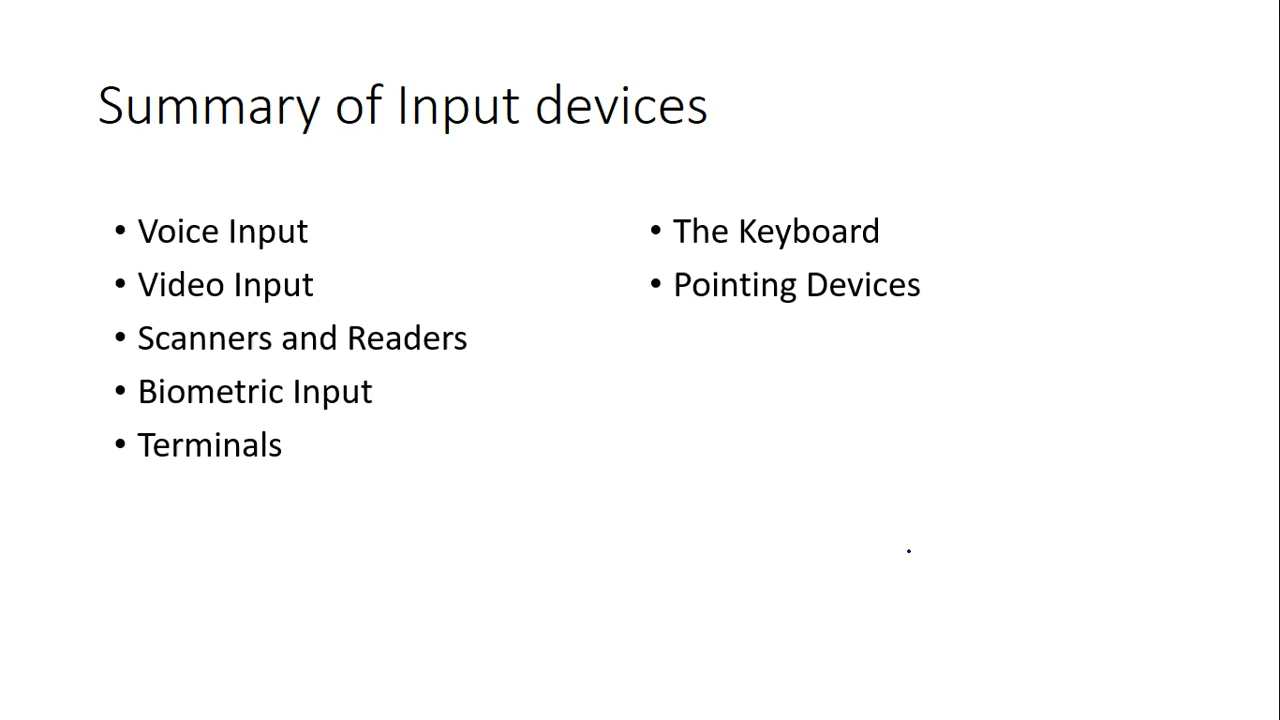 Summary of Input devices
• Voice Input
• Video Input
• Scanners and Readers
• Biometric Input
• Terminals
• The Keyboard
• Pointing Devices